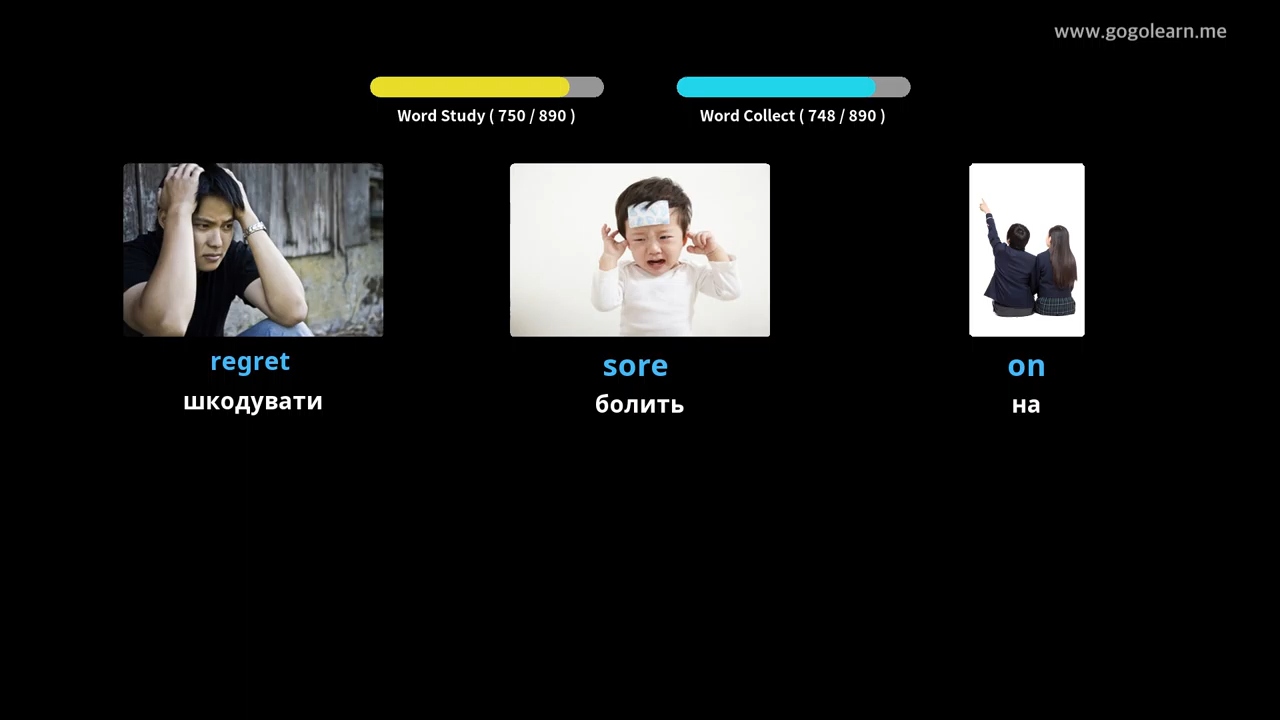 www.gogolearn.me
Word Study ( 750 / 890 )
Word Collect ( 748 / 890 )
regret
шкодувати
sore
болить
on
на